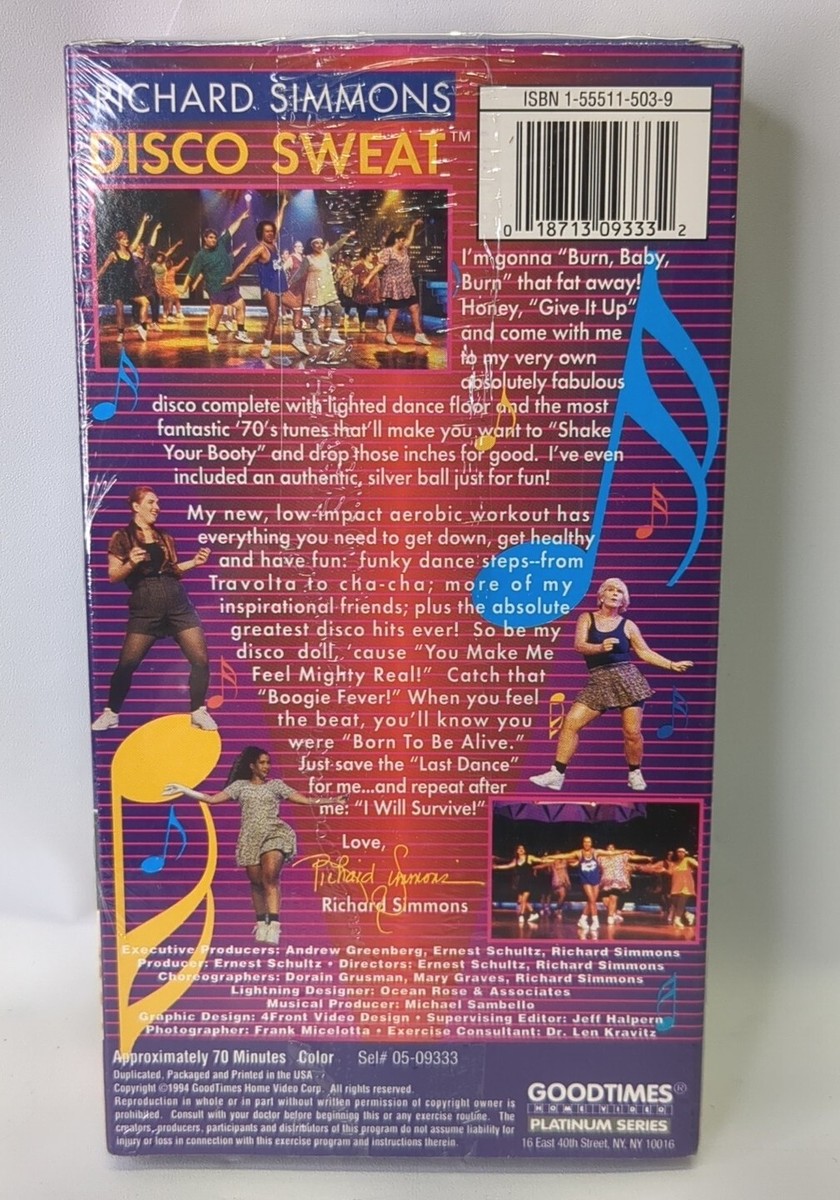 RICHARD SIMMONS
DISCO SWEAT™
ISBN 1-55511-503-9
0 18713 09333 2
I'm gonna "Burn, Baby,
Burn" that fat away!
Honey, "Give It Up"
and come with me
to my very own
absolutely fabulous
disco complete with lighted dance floor and the most
fantastic '70's tunes that'll make you want to "Shake
Your Booty" and drop those inches for good. I've even
included an authentic, silver ball just for fun!
My new, low-impact aerobic workout has
everything you need to get down, get healthy
and have fun: funky dance steps--from
Travolta to cha-cha; more of my
inspirational friends; plus the absolute
greatest disco hits ever! So be my
disco doll, 'cause "You Make Me
Feel Mighty Real!" Catch that
"Boogie Fever!" When you feel
the beat, you'll know you
were "Born To Be Alive."
Just save the "Last Dance"
for me...and repeat after
me: "I Will Survive!"
Love,
Richard Simmons
Richard Simmons
Executive Producers: Andrew Greenberg, Ernest Schultz, Richard Simmons
Producer: Ernest Schultz • Directors: Ernest Schultz, Richard Simmons
Choreographers: Dorain Grusman, Mary Graves, Richard Simmons
Lightning Designer: Ocean Rose & Associates
Musical Producer: Michael Sambello
Graphic Design: 4Front Video Design • Supervising Editor: Jeff Halpern
Photographer: Frank Micelotta • Exercise Consultant: Dr. Len Kravitz
Approximately 70 Minutes Color Sel# 05-09333
Duplicated, Packaged and Printed in the USA
Copyright ©1994 GoodTimes Home Video Corp. All rights reserved.
Reproduction in whole or in part without written permission of copyright owner is
prohibited. Consult with your doctor before beginning this or any exercise routine. The
creators, producers, participants and distributors of this program do not assume liability for
injury or loss in connection with this exercise program and instructions therein.
GOODTIMES®
HOME VIDEO
PLATINUM SERIES
16 East 40th Street, NY, NY 10016